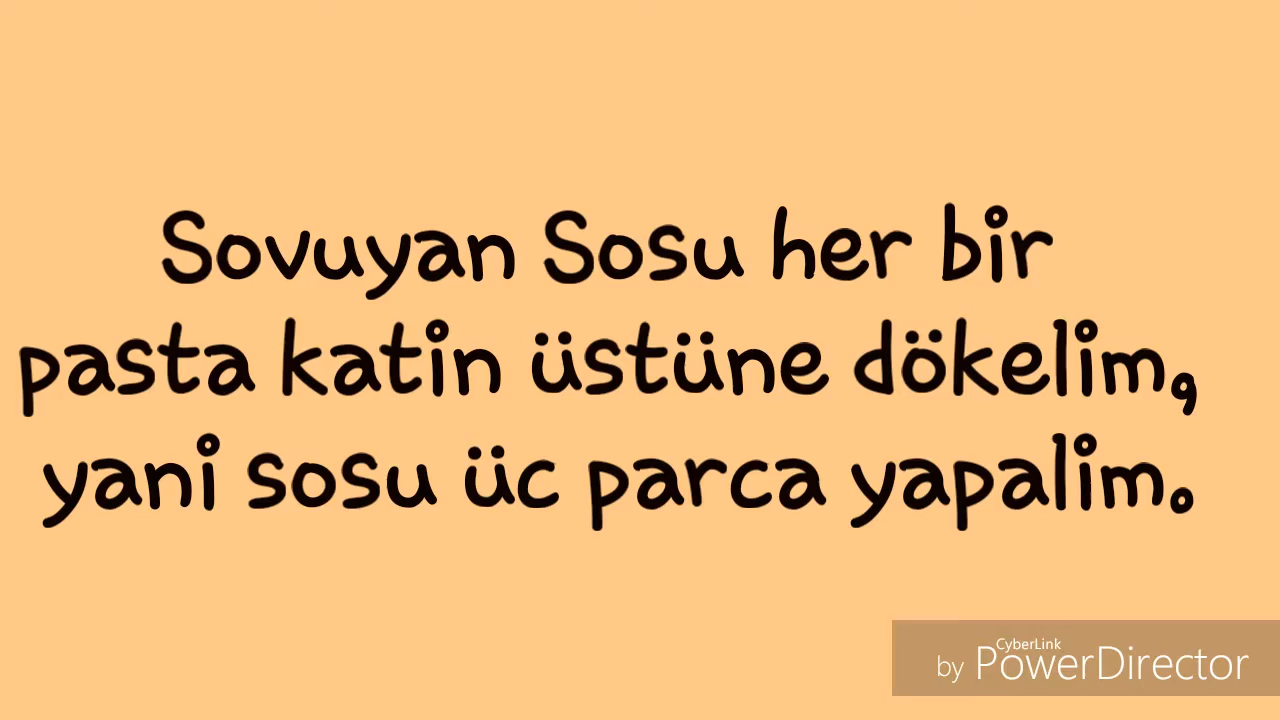 Sovuyan Sosu her bir
pasta katin üstüne dökelim,
yani sosu üc parca yapalim.
CyberLink
by PowerDirector